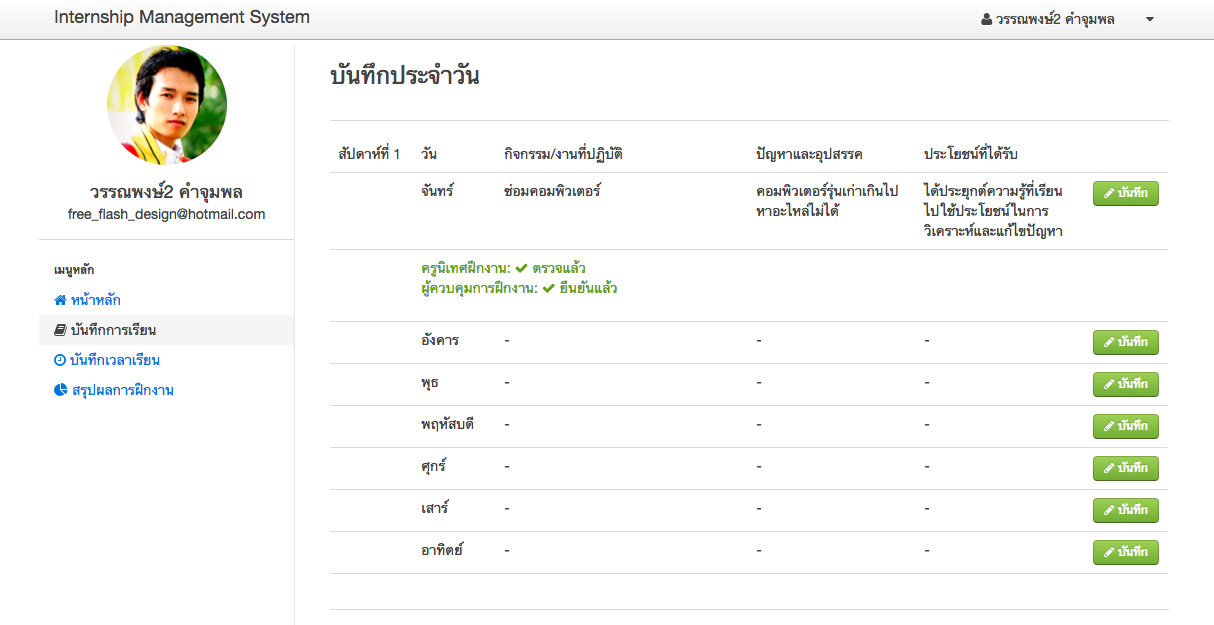 Internship Management System
วรรณพงษ์2 คำจุมพล
วรรณพงษ์2 คำจุมพล
free_flash_design@hotmail.com
เมนูหลัก
หน้าหลัก
บันทึกการเรียน
บันทึกเวลาเรียน
สรุปผลการฝึกงาน
บันทึกประจำวัน
สัปดาห์ที่ 1 วัน กิจกรรม/งานที่ปฏิบัติ ปัญหาและอุปสรรค ประโยชน์ที่ได้รับ
จันทร์ ซ่อมคอมพิวเตอร์ คอมพิวเตอร์รุ่นเก่าเกินไป ได้ประยุกต์ความรู้ที่เรียน บันทึก
หาอะไหล่ไม่ได้ ไปใช้ประโยชน์ในการ
วิเคราะห์และแก้ไขปัญหา
ครูนิเทศฝึกงาน: ✔ ตรวจแล้ว
ผู้ควบคุมการฝึกงาน: ✔ ยืนยันแล้ว
อังคาร - - - บันทึก
พุธ - - - บันทึก
พฤหัสบดี - - - บันทึก
ศุกร์ - - - บันทึก
เสาร์ - - - บันทึก
อาทิตย์ - - - บันทึก